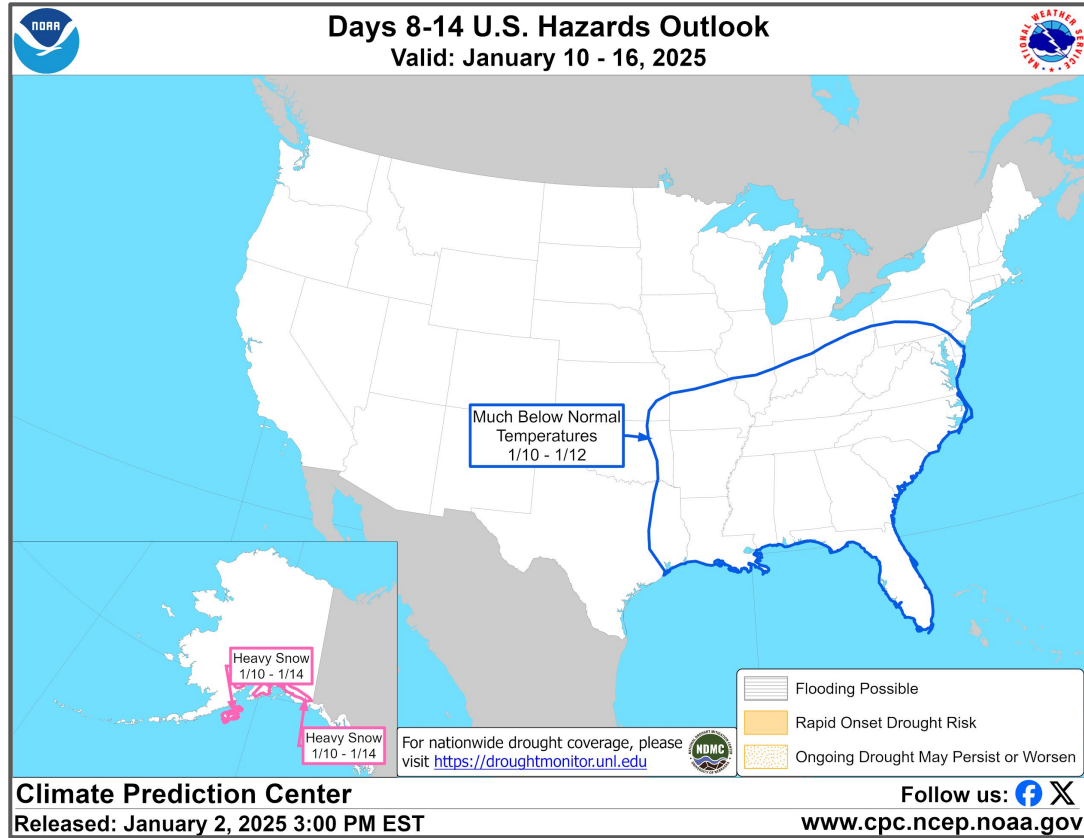 NOAA
Days 8-14 U.S. Hazards Outlook
Valid: January 10 - 16, 2025
NATIONAL WEATHER SERVICE
Much Below Normal
Temperatures
1/10 - 1/12
Heavy Snow
1/10 - 1/14
Heavy Snow
1/10 - 1/14
For nationwide drought coverage, please
visit https://droughtmonitor.unl.edu
NDMC
Flooding Possible
Rapid Onset Drought Risk
Ongoing Drought May Persist or Worsen
Climate Prediction Center
Released: January 2, 2025 3:00 PM EST
Follow us:
www.cpc.ncep.noaa.gov